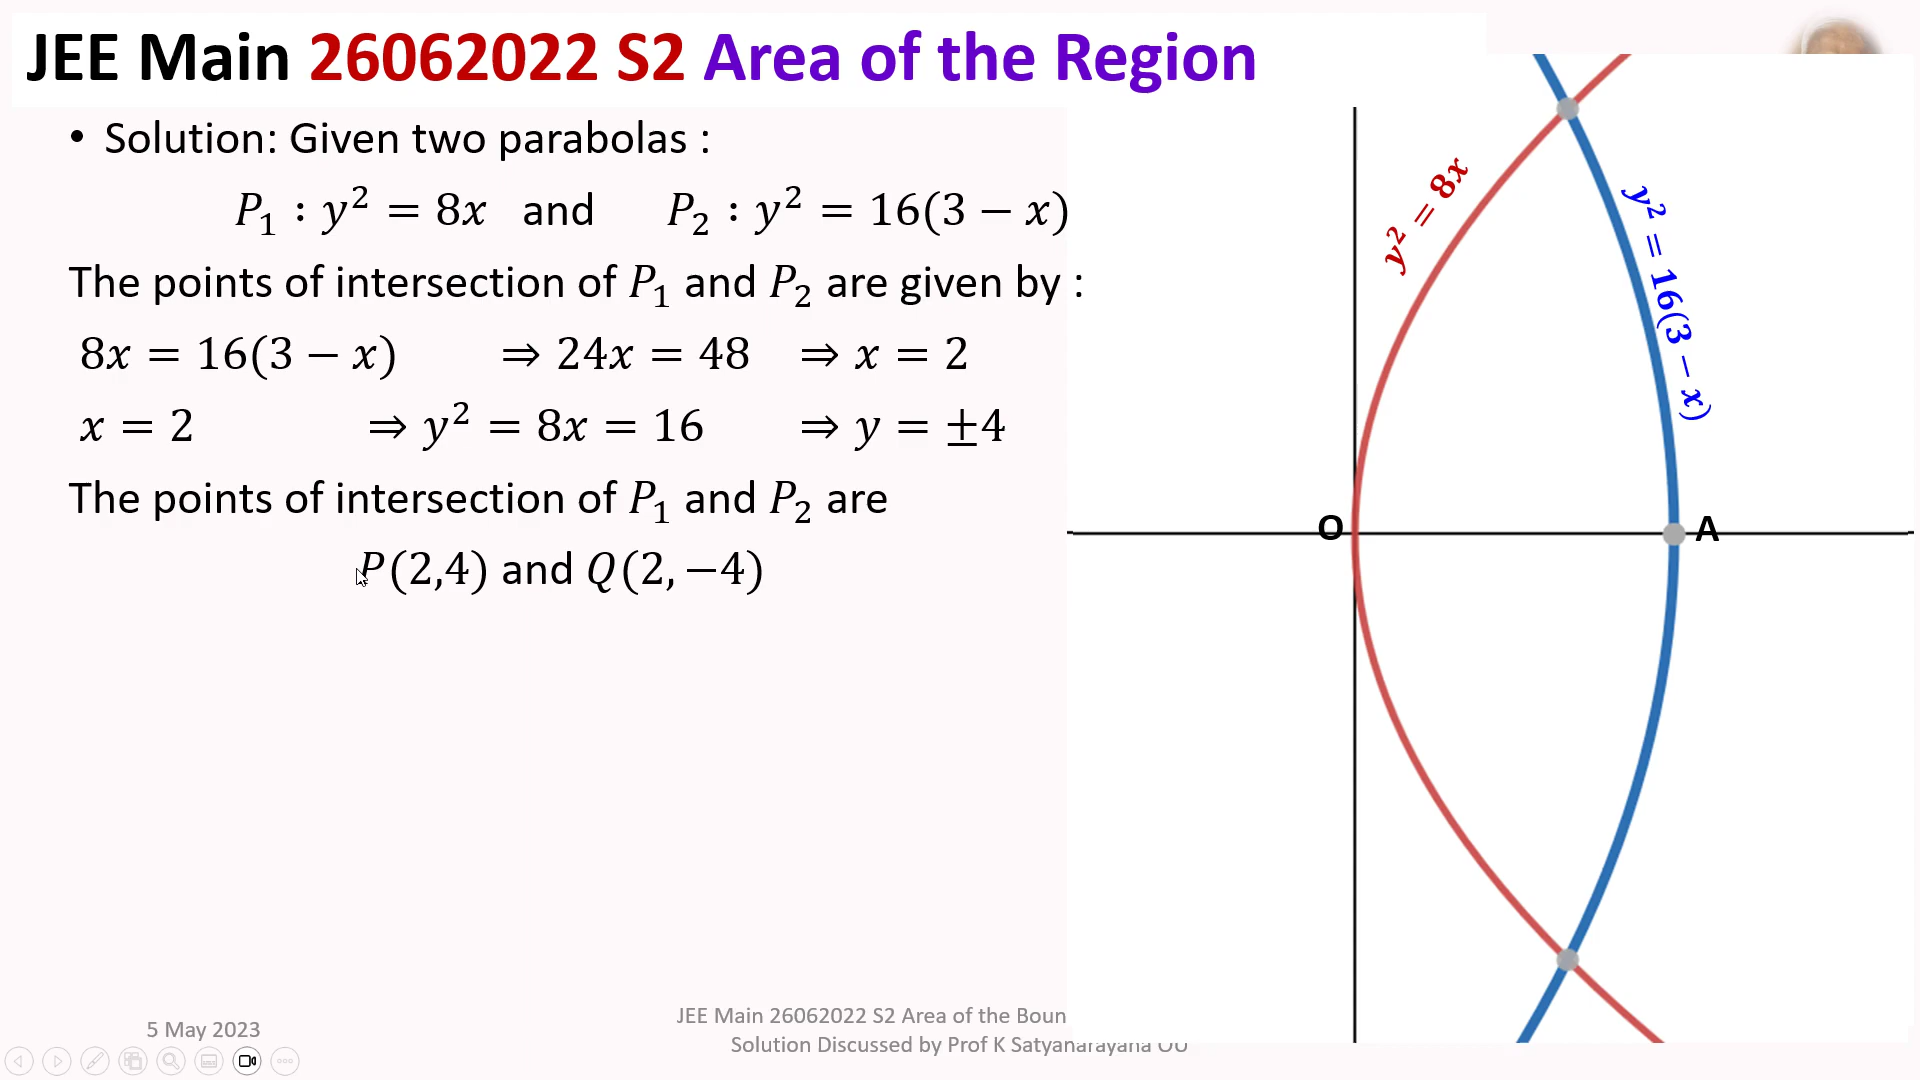 JEE Main 26062022 S2 Area of the Region
• Solution: Given two parabolas :
P₁ : y² = 8x and P₂ : y² = 16(3 − x)
The points of intersection of P₁ and P₂ are given by :
8x = 16(3 − x) ⇒ 24x = 48 ⇒ x = 2
x = 2 ⇒ y² = 8x = 16 ⇒ y = ±4
The points of intersection of P₁ and P₂ are
P(2,4) and Q(2, −4)
y² = 8x
y² = 16(3 − x)
O
A
5 May 2023
JEE Main 26062022 S2 Area of the Boun
Solution Discussed by Prof K Satyanarayana OU